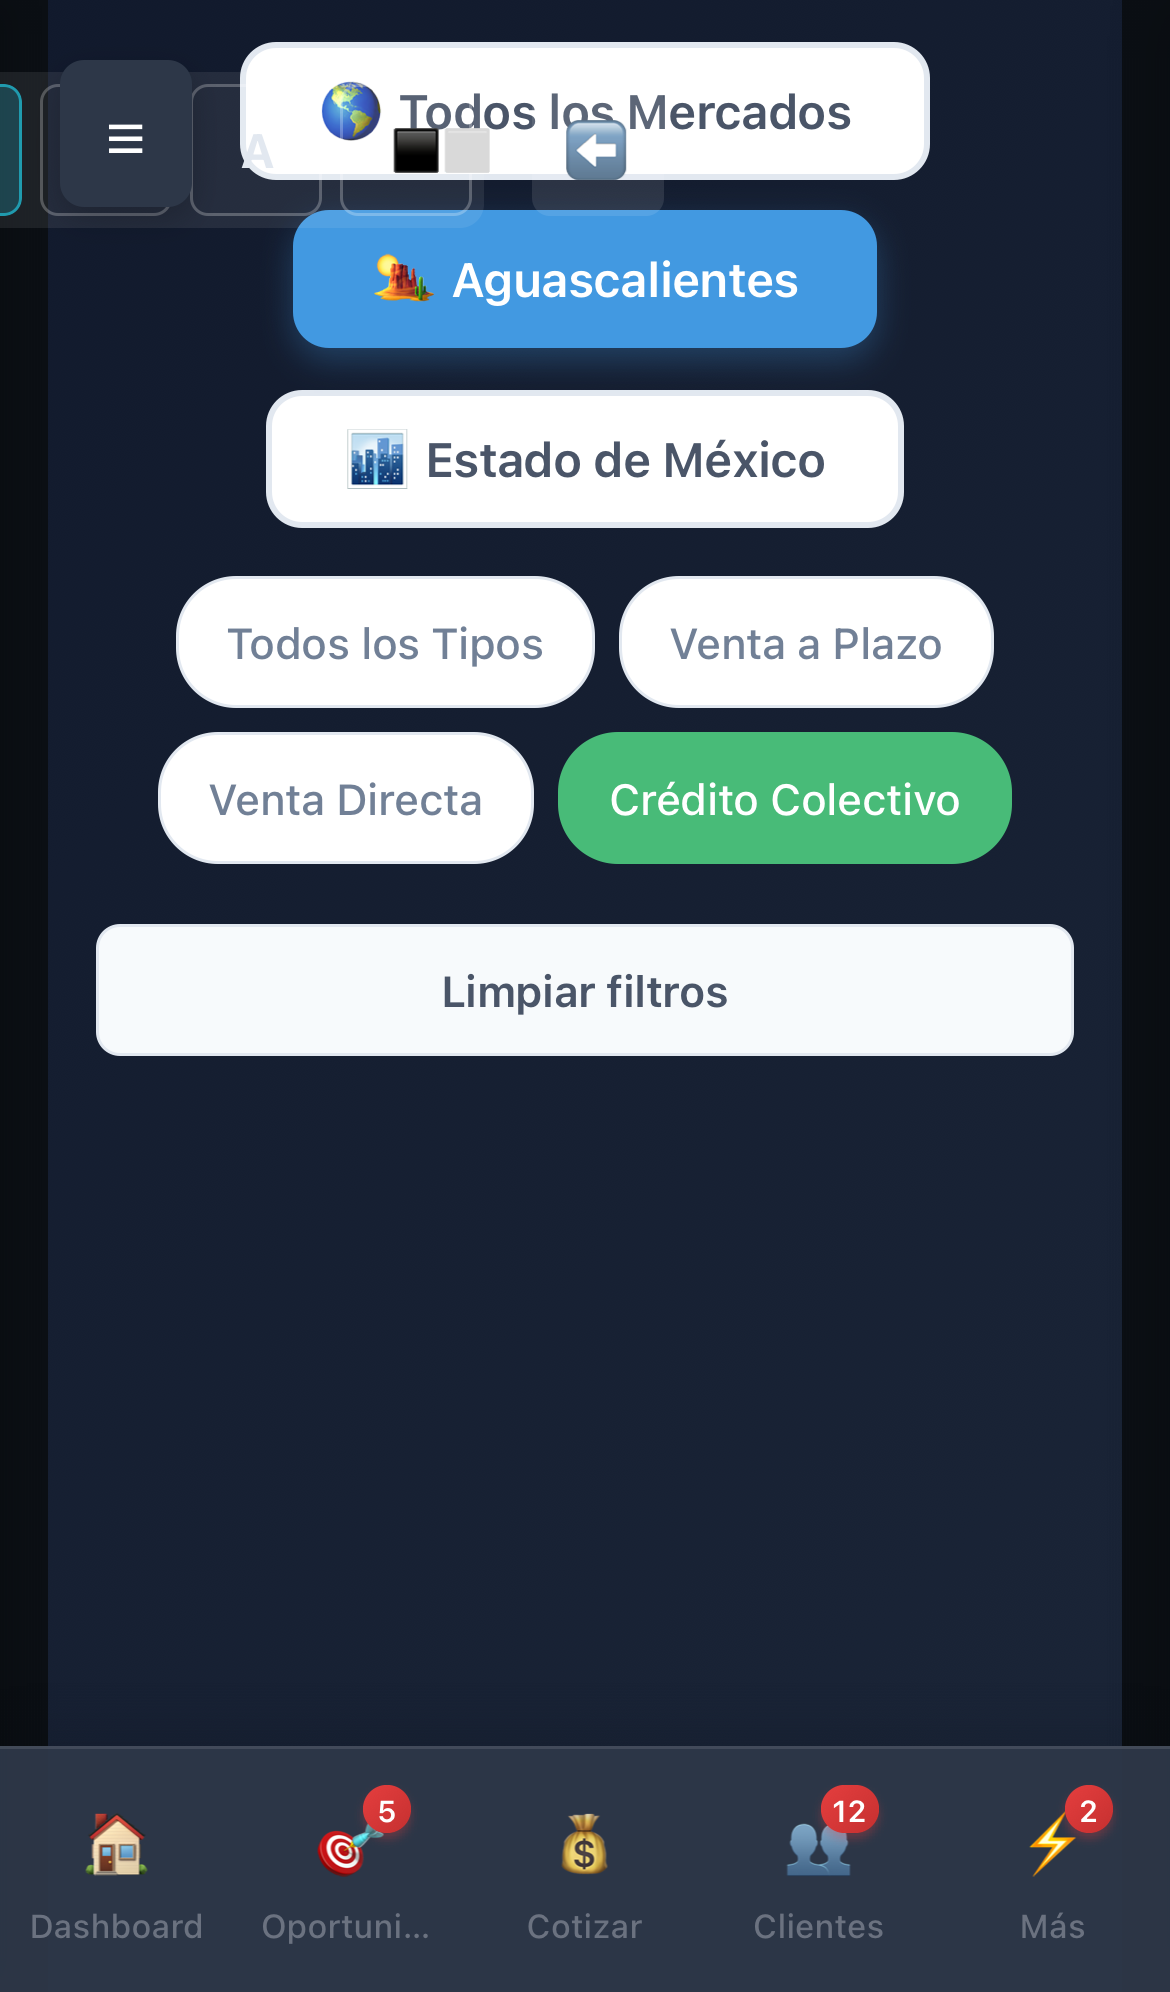 Todos los Mercados
A
Aguascalientes
Estado de México
Todos los Tipos
Venta a Plazo
Venta Directa
Crédito Colectivo
Limpiar filtros
5
12
2
Dashboard
Oportuni...
Cotizar
Clientes
Más